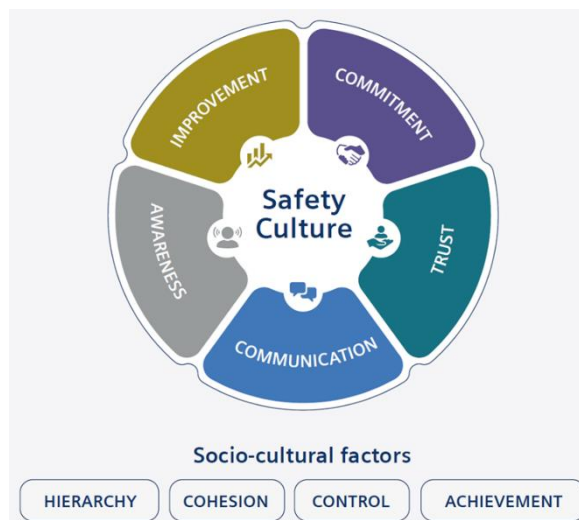 IMPROVEMENT
COMMITMENT
AWARENESS
Safety
Culture
TRUST
COMMUNICATION
Socio-cultural factors
HIERARCHY
COHESION
CONTROL
ACHIEVEMENT